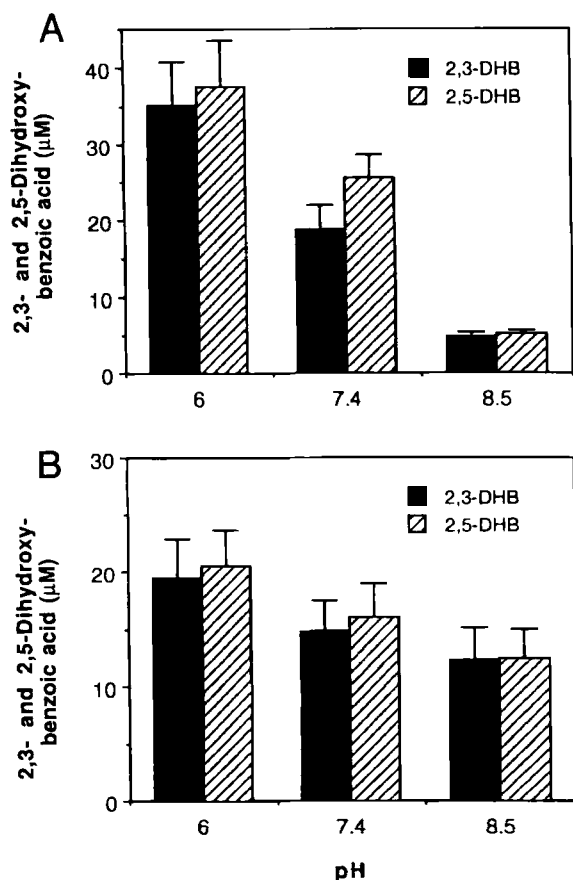 A
2,3- and 2,5-Dihydroxy-
benzoic acid (μM)
40
30
20
10
0
2,3-DHB
2,5-DHB
6
7.4
8.5
B
2,3- and 2,5-Dihydroxy-
benzoic acid (μM)
30
20
10
0
2,3-DHB
2,5-DHB
6
7.4
8.5
pH